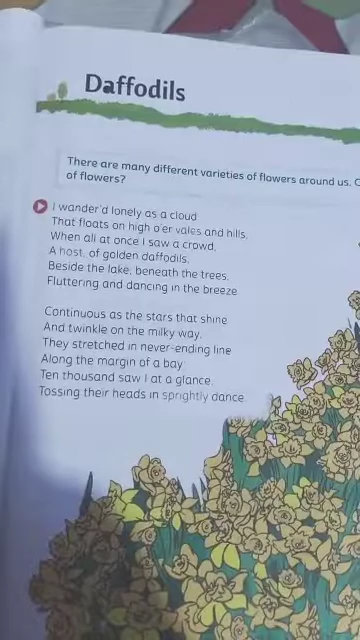 Daffodils
There are many different varieties of flowers around us.
of flowers?
I wander'd lonely as a cloud
That floats on high o'er vales and hills,
When all at once I saw a crowd,
A host, of golden daffodils,
Beside the lake, beneath the trees,
Fluttering and dancing in the breeze
Continuous as the stars that shine
And twinkle on the milky way,
They stretched in never-ending line
Along the margin of a bay
Ten thousand saw I at a glance,
Tossing their heads in sprightly dance